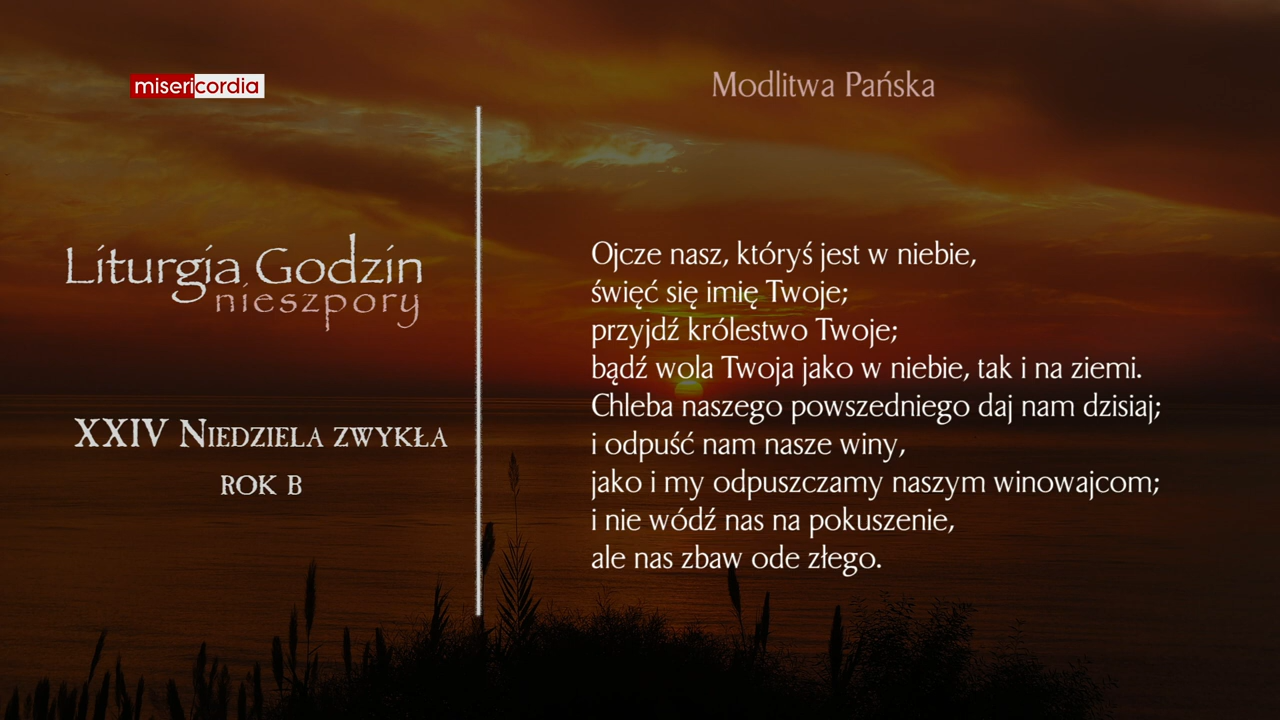 misericordia
Liturgia Godzin
nieszpory
XXIV Niedziela zwykła
rok B
Modlitwa Pańska
Ojcze nasz, któryś jest w niebie,
święć się imię Twoje;
przyjdź królestwo Twoje;
bądź wola Twoja jako w niebie, tak i na ziemi.
Chleba naszego powszedniego daj nam dzisiaj;
i odpuść nam nasze winy,
jako i my odpuszczamy naszym winowajcom;
i nie wódź nas na pokuszenie,
ale nas zbaw ode złego.